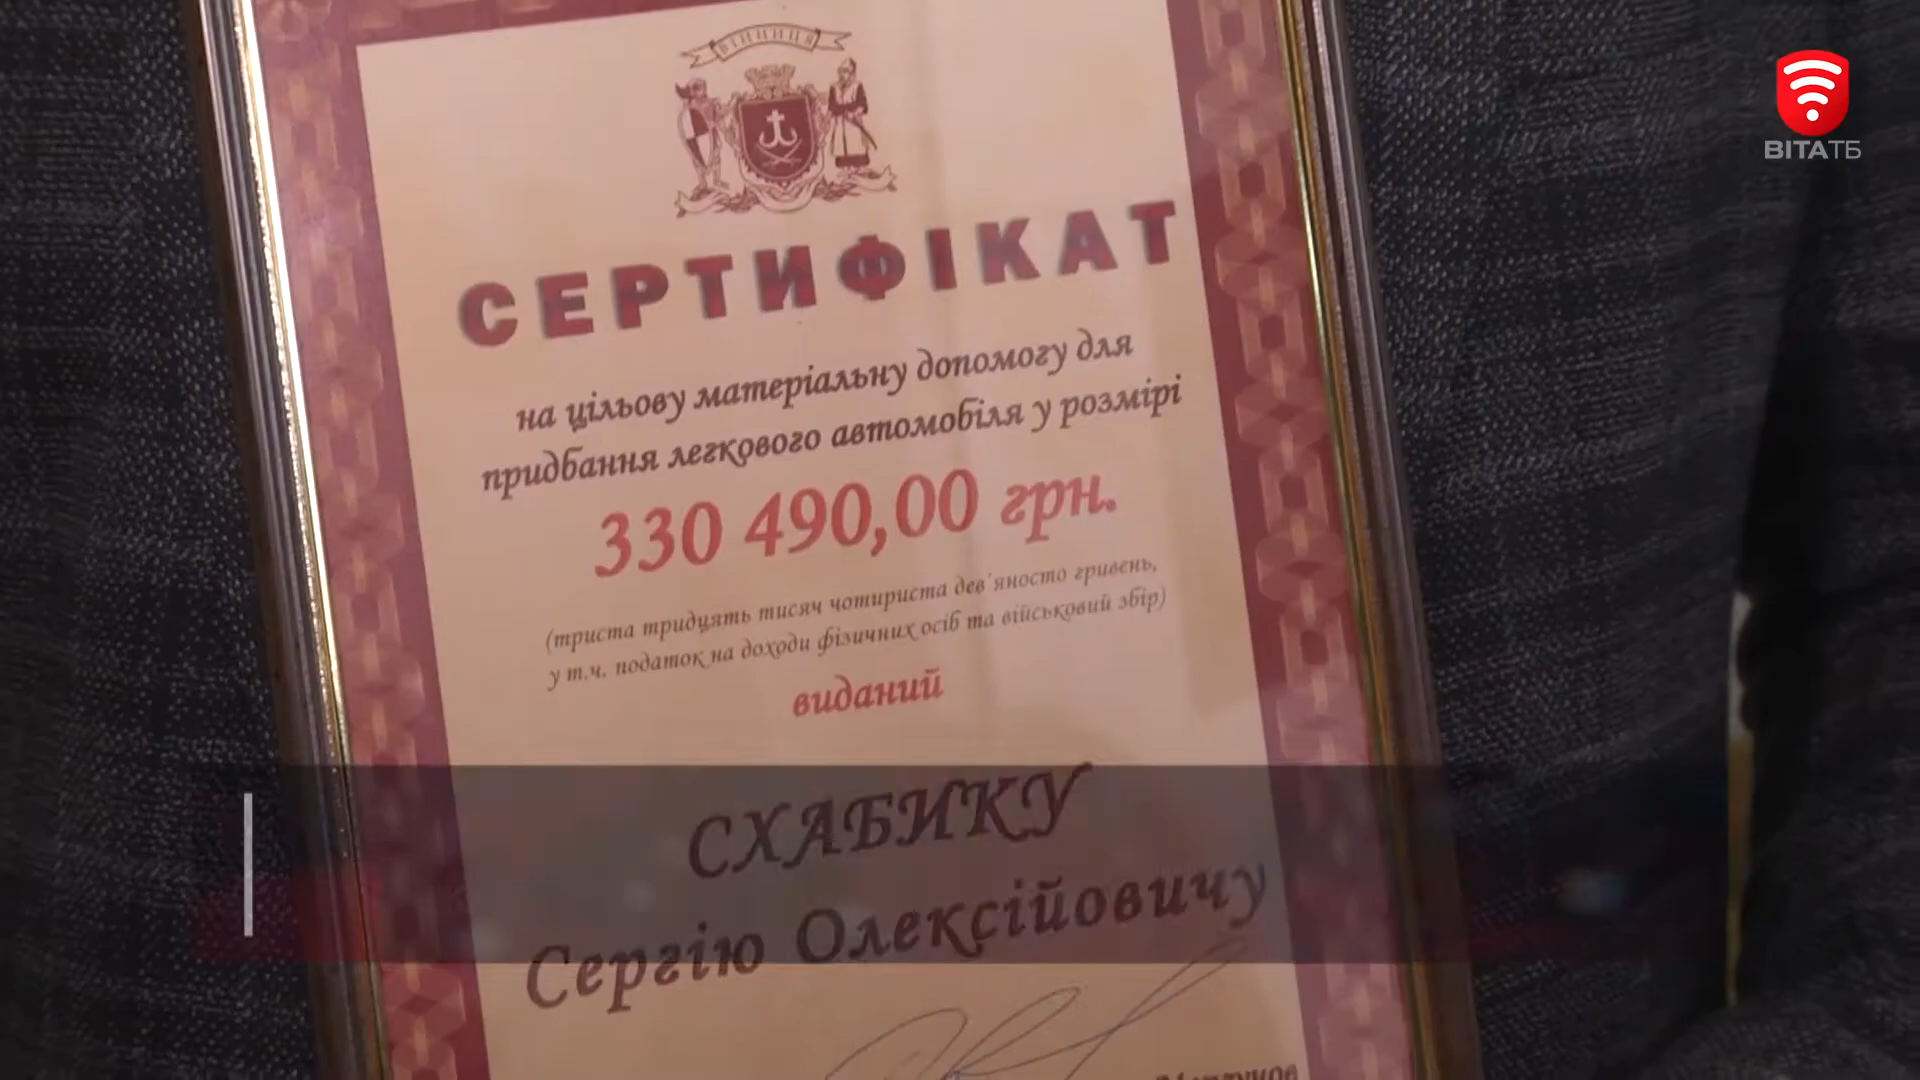 ВІННИЦЯ
СЕРТИФІКАТ
на цільову матеріальну допомогу для
придбання легкового автомобіля у розмірі
330 490,00 грн.
(триста тридцять тисяч чотириста дев'яносто гривень,
у т.ч. податок на доходи фізичних осіб та військовий збір)
виданий
СХАБИКУ
Сергію Олексійовичу
ВІТАТБ